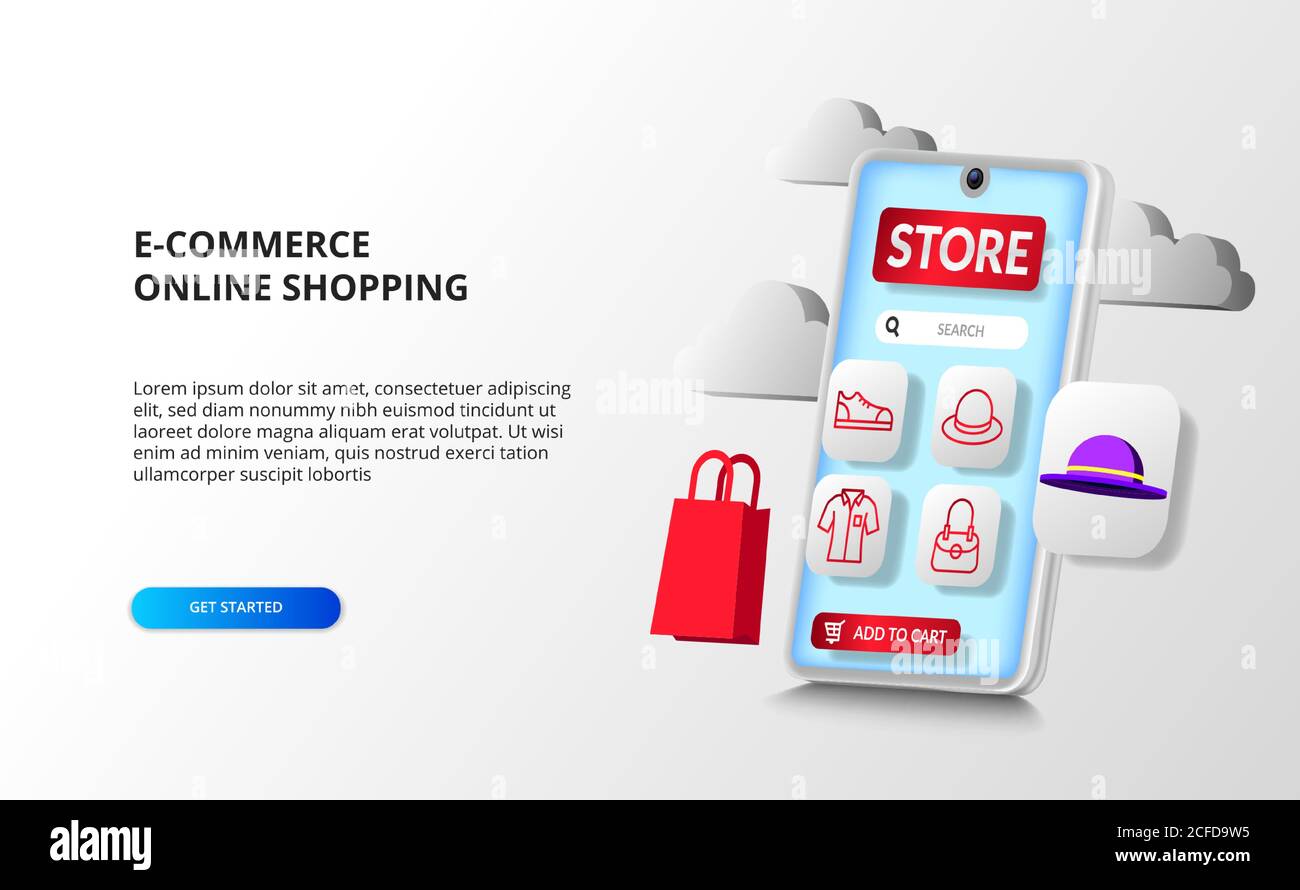 E-COMMERCE
ONLINE SHOPPING
Lorem ipsum dolor sit amet, consectetuer adipiscing
elit, sed diam nonummy nibh euismod tincidunt ut
laoreet dolore magna aliquam erat volutpat. Ut wisi
enim ad minim veniam, quis nostrud exerci tation
ullamcorper suscipit lobortis
GET STARTED
STORE
SEARCH
ADD TO CART
alamy
alamy
alamy
a
alamy
Image ID: 2CFD9W5
www.alamy.com